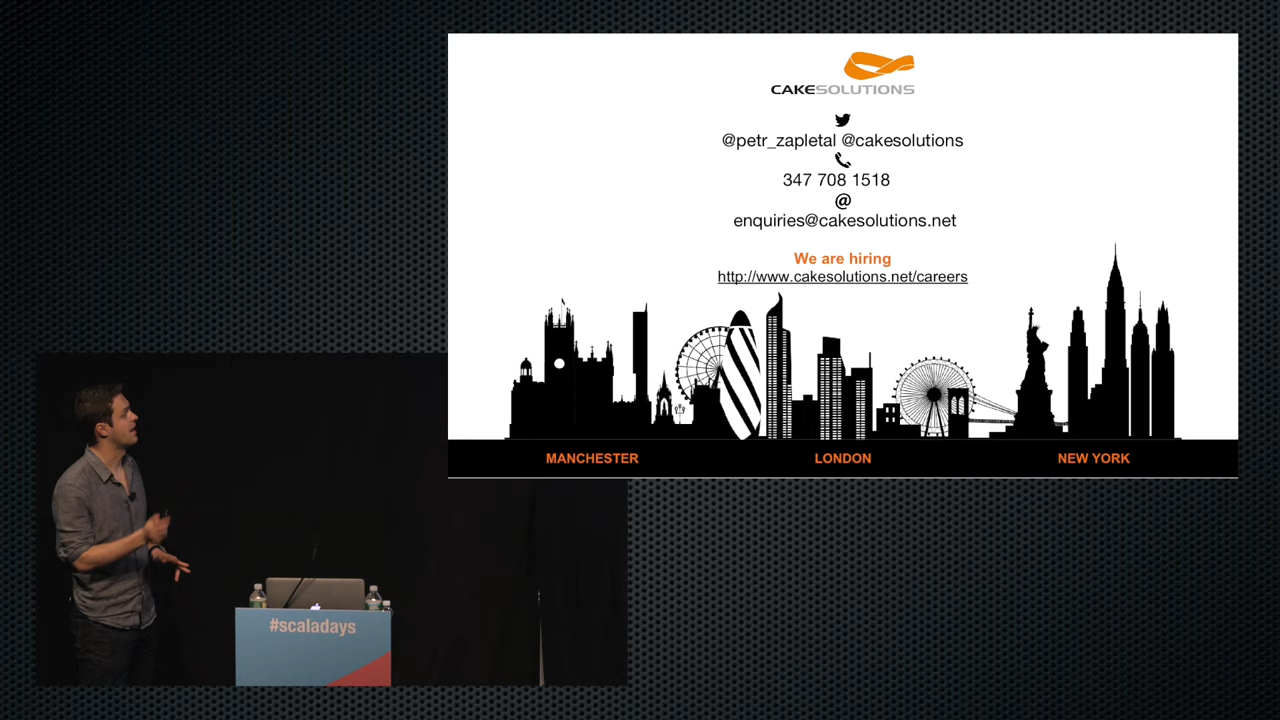 CAKESOLUTIONS
@petr_zapletal @cakesolutions
347 708 1518
@
enquiries@cakesolutions.net
We are hiring
http://www.cakesolutions.net/careers
MANCHESTER
LONDON
NEW YORK
#scaladays